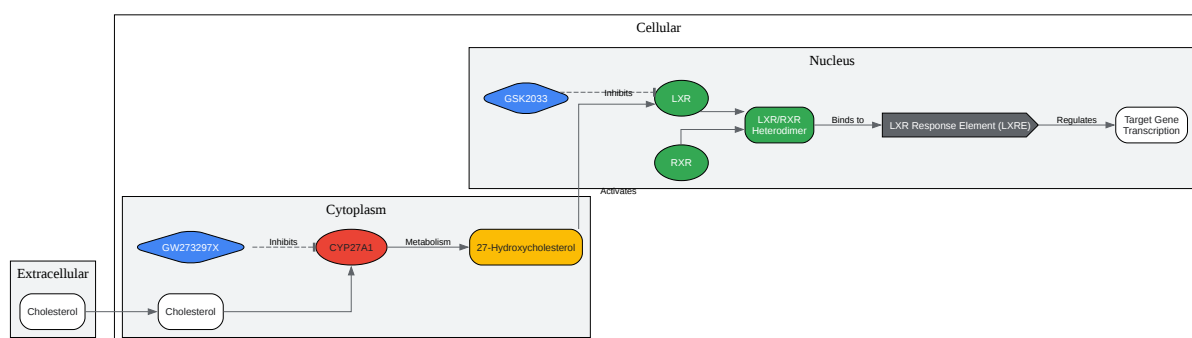 Cellular
Nucleus
GSK2033
Inhibits
LXR
LXR/RXR
Heterodimer
Binds to
LXR Response Element (LXRE)
Regulates
Target Gene
Transcription
RXR
Activates
Cytoplasm
GW273297X
Inhibits
CYP27A1
Metabolism
27-Hydroxycholesterol
Extracellular
Cholesterol
Cholesterol